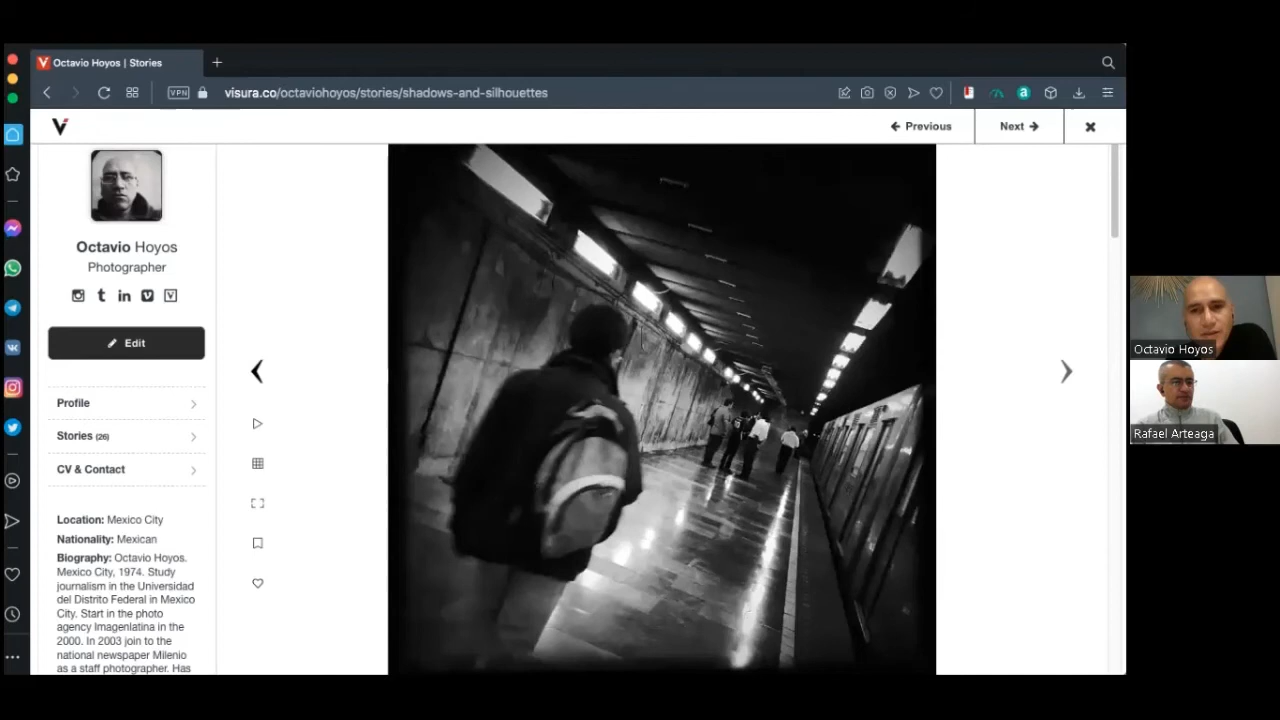 Octavio Hoyos | Stories
VPN
visura.co/octaviohoyos/stories/shadows-and-silhouettes
Previous
Next
Octavio Hoyos
Photographer
Edit
Profile
Stories (26)
CV & Contact
Location: Mexico City
Nationality: Mexican
Biography: Octavio Hoyos.
Mexico City, 1974. Study
journalism in the Universidad
del Distrito Federal in Mexico
City. Start in the photo
agency Imagenlatina in the
2000. In 2003 join to the
national newspaper Milenio
as a staff photographer. Has
Octavio Hoyos
Rafael Arteaga